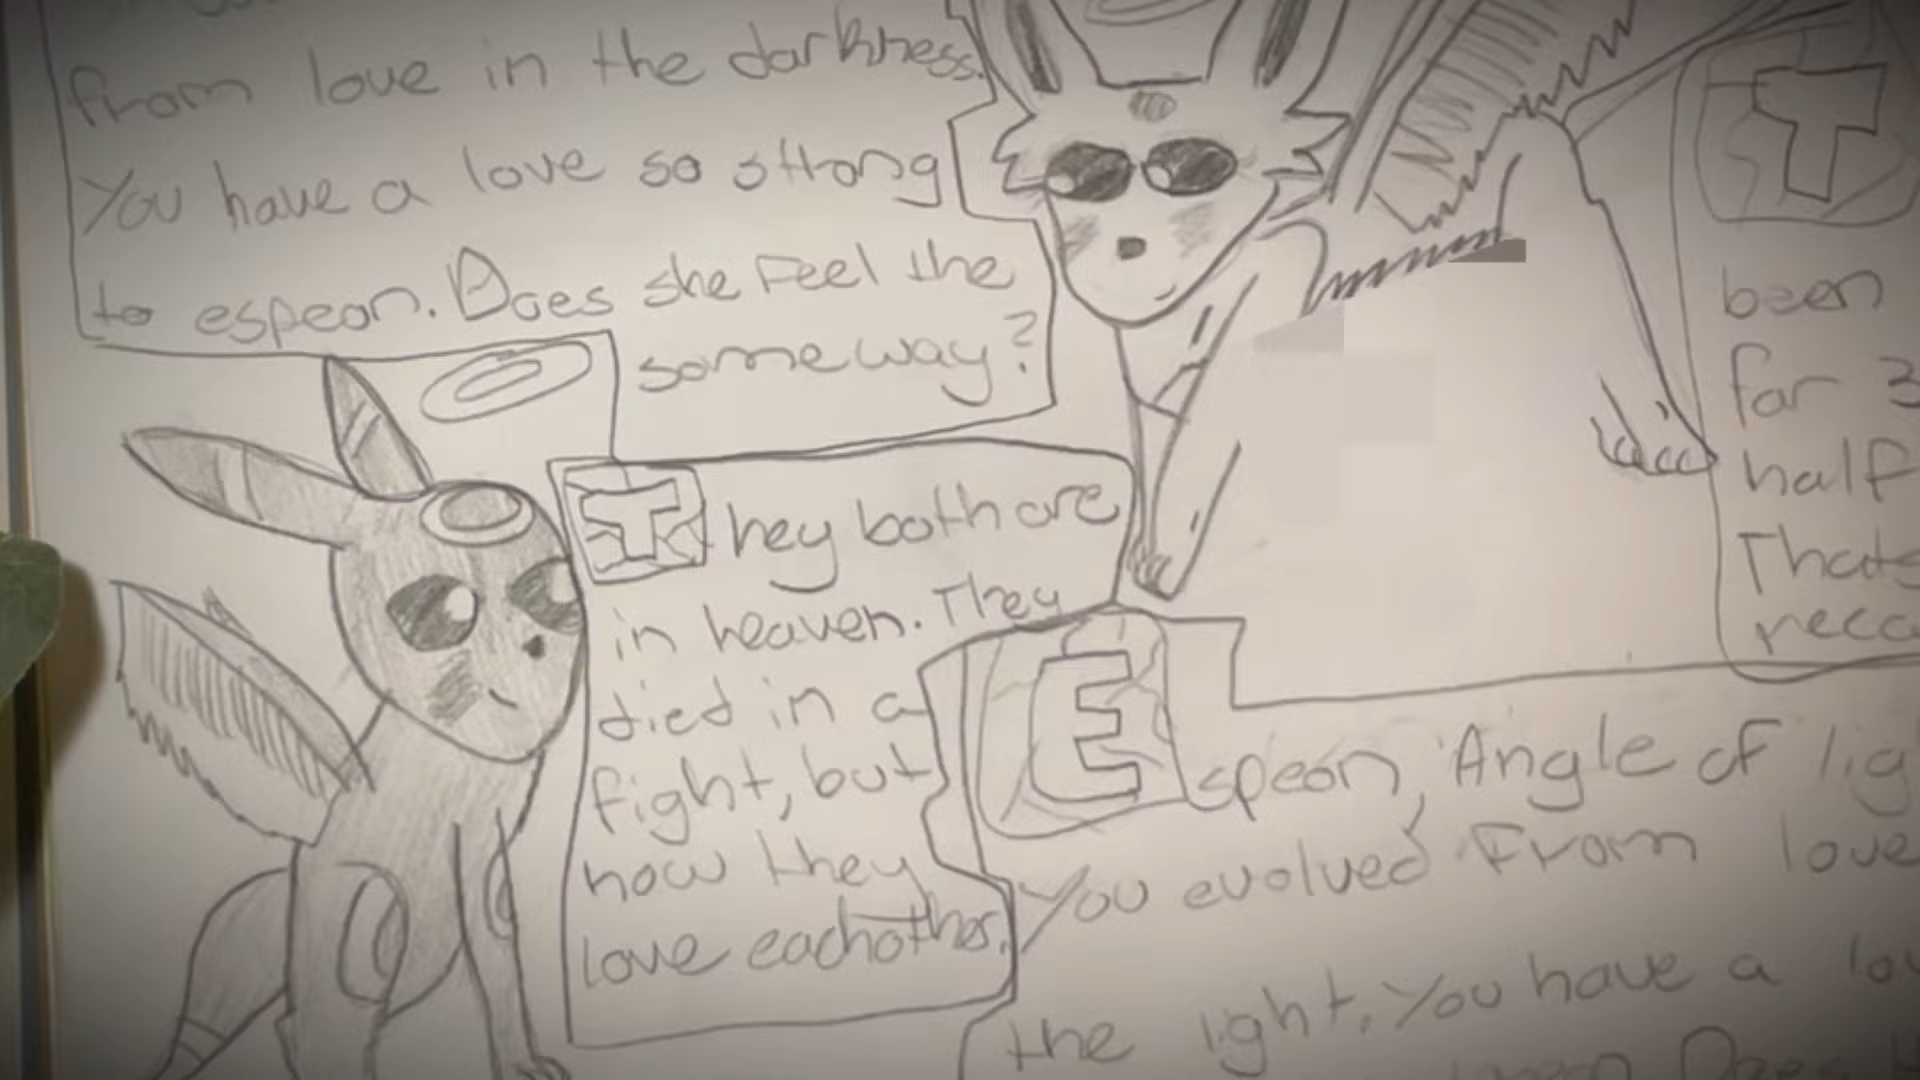 from love in the darkness.
You have a love so strong
to espeon. Does she feel the
same way?
They both are
in heaven. They
died in a
fight, but
now they
love eachother.
T
been
for 3
half
Thats
Espeon, Angle of lig
You evolved from love
the light. You have a lov